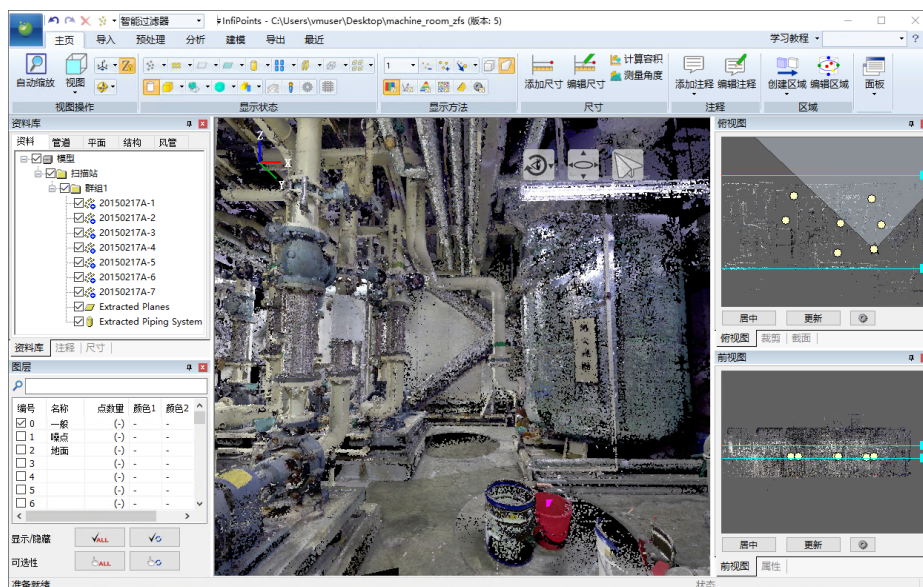 智能过滤器
InfiPoints - C:\Users\vmuser\Desktop\machine_room_zfs (版本: 5)
主页 导入 预处理 分析 建模 导出 最近
学习教程
?
自动缩放 视图
1
添加尺寸 编辑尺寸
计算容积
测量角度
添加注释 编辑注释
创建区域 编辑区域
面板
视图操作 显示状态 显示方法 尺寸 注释 区域
资料库
资料 管道 平面 结构 风管
模型
扫描站
群组1
20150217A-1
20150217A-2
20150217A-3
20150217A-4
20150217A-5
20150217A-6
20150217A-7
Extracted Planes
Extracted Piping System
资料库 注释 尺寸
图层
编号 名称 点数量 颜色1 颜色2
0 一般 (-) - -
1 噪点 (-) - -
2 地面 (-) - -
3 (-) - -
4 (-) - -
5 (-) - -
6 (-) - -
显示/隐藏 ALL
可选性 ALL
准备就绪
Z
X
Y
俯视图
居中 更新
俯视图 裁剪 截面
前视图
居中 更新
前视图 属性
状态